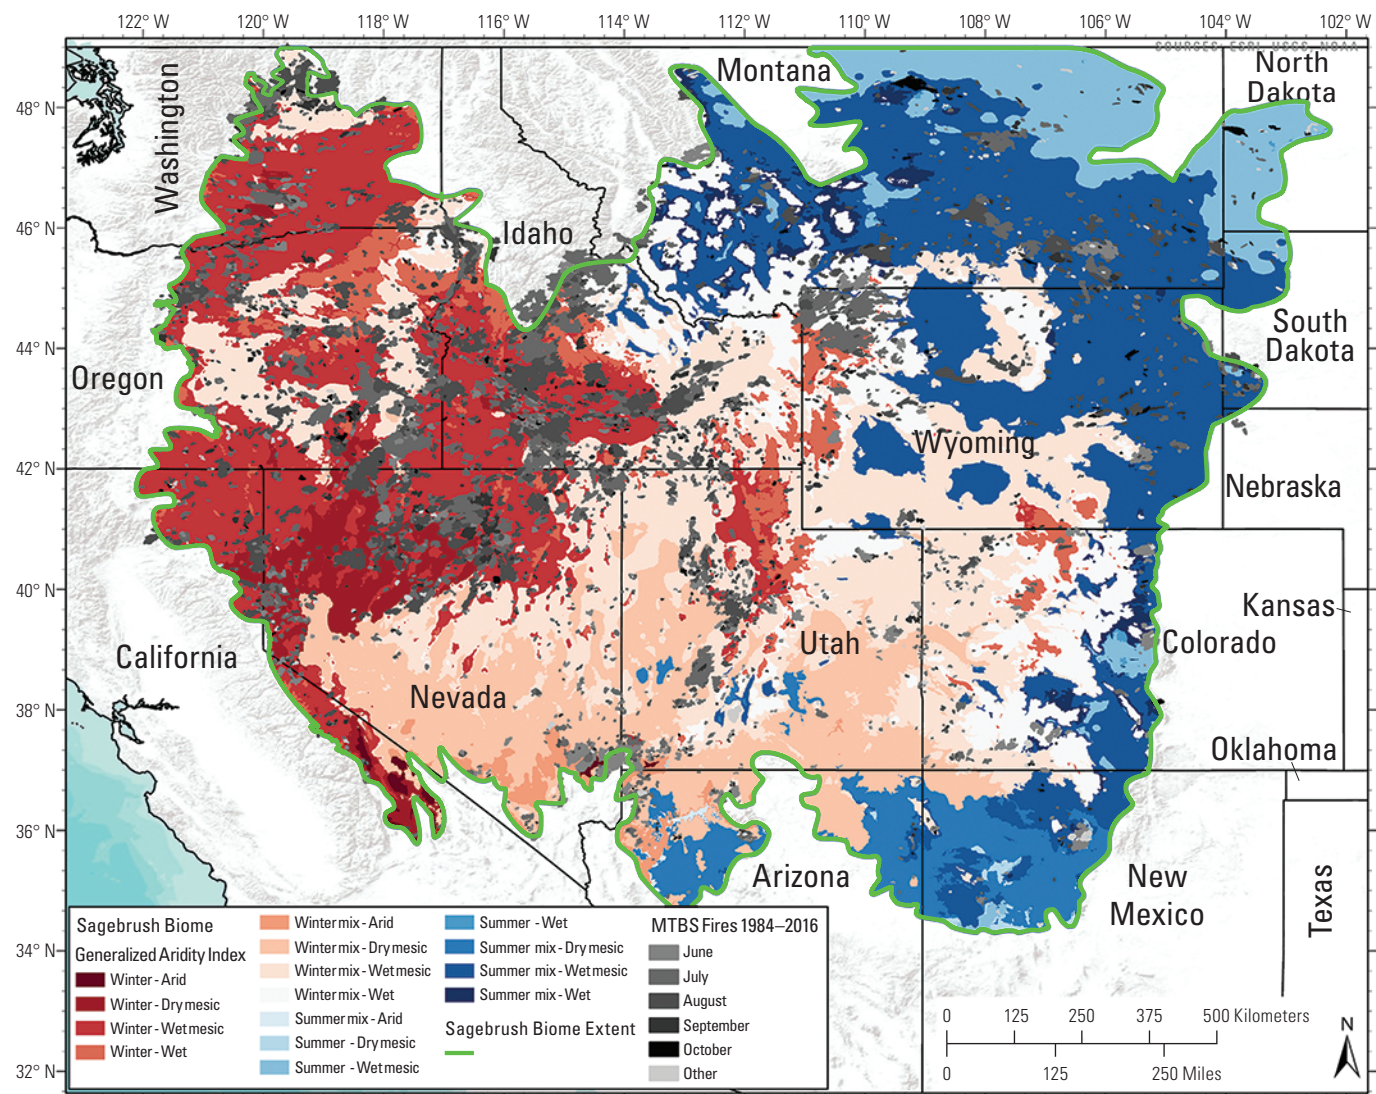 122° W 120° W 118° W 116° W 114° W 112° W 110° W 108° W 106° W 104° W 102° W
SOURCES: ESRI, USGS, NOAA
48° N
46° N
44° N
42° N
40° N
38° N
36° N
34° N
32° N
Washington
Montana
North
Dakota
Idaho
South
Dakota
Oregon
Wyoming
Nebraska
Kansas
Colorado
Utah
California
Nevada
Oklahoma
Arizona
New
Mexico
Texas
Sagebrush Biome
Generalized Aridity Index
Winter - Arid
Winter - Dry mesic
Winter - Wet mesic
Winter - Wet
Winter mix - Arid
Winter mix - Dry mesic
Winter mix - Wet mesic
Winter mix - Wet
Summer mix - Arid
Summer - Dry mesic
Summer - Wet mesic
Summer - Wet
Summer mix - Dry mesic
Summer mix - Wet mesic
Summer mix - Wet
Sagebrush Biome Extent
MTBS Fires 1984–2016
June
July
August
September
October
Other
0 125 250 375 500 Kilometers
0 125 250 Miles
N